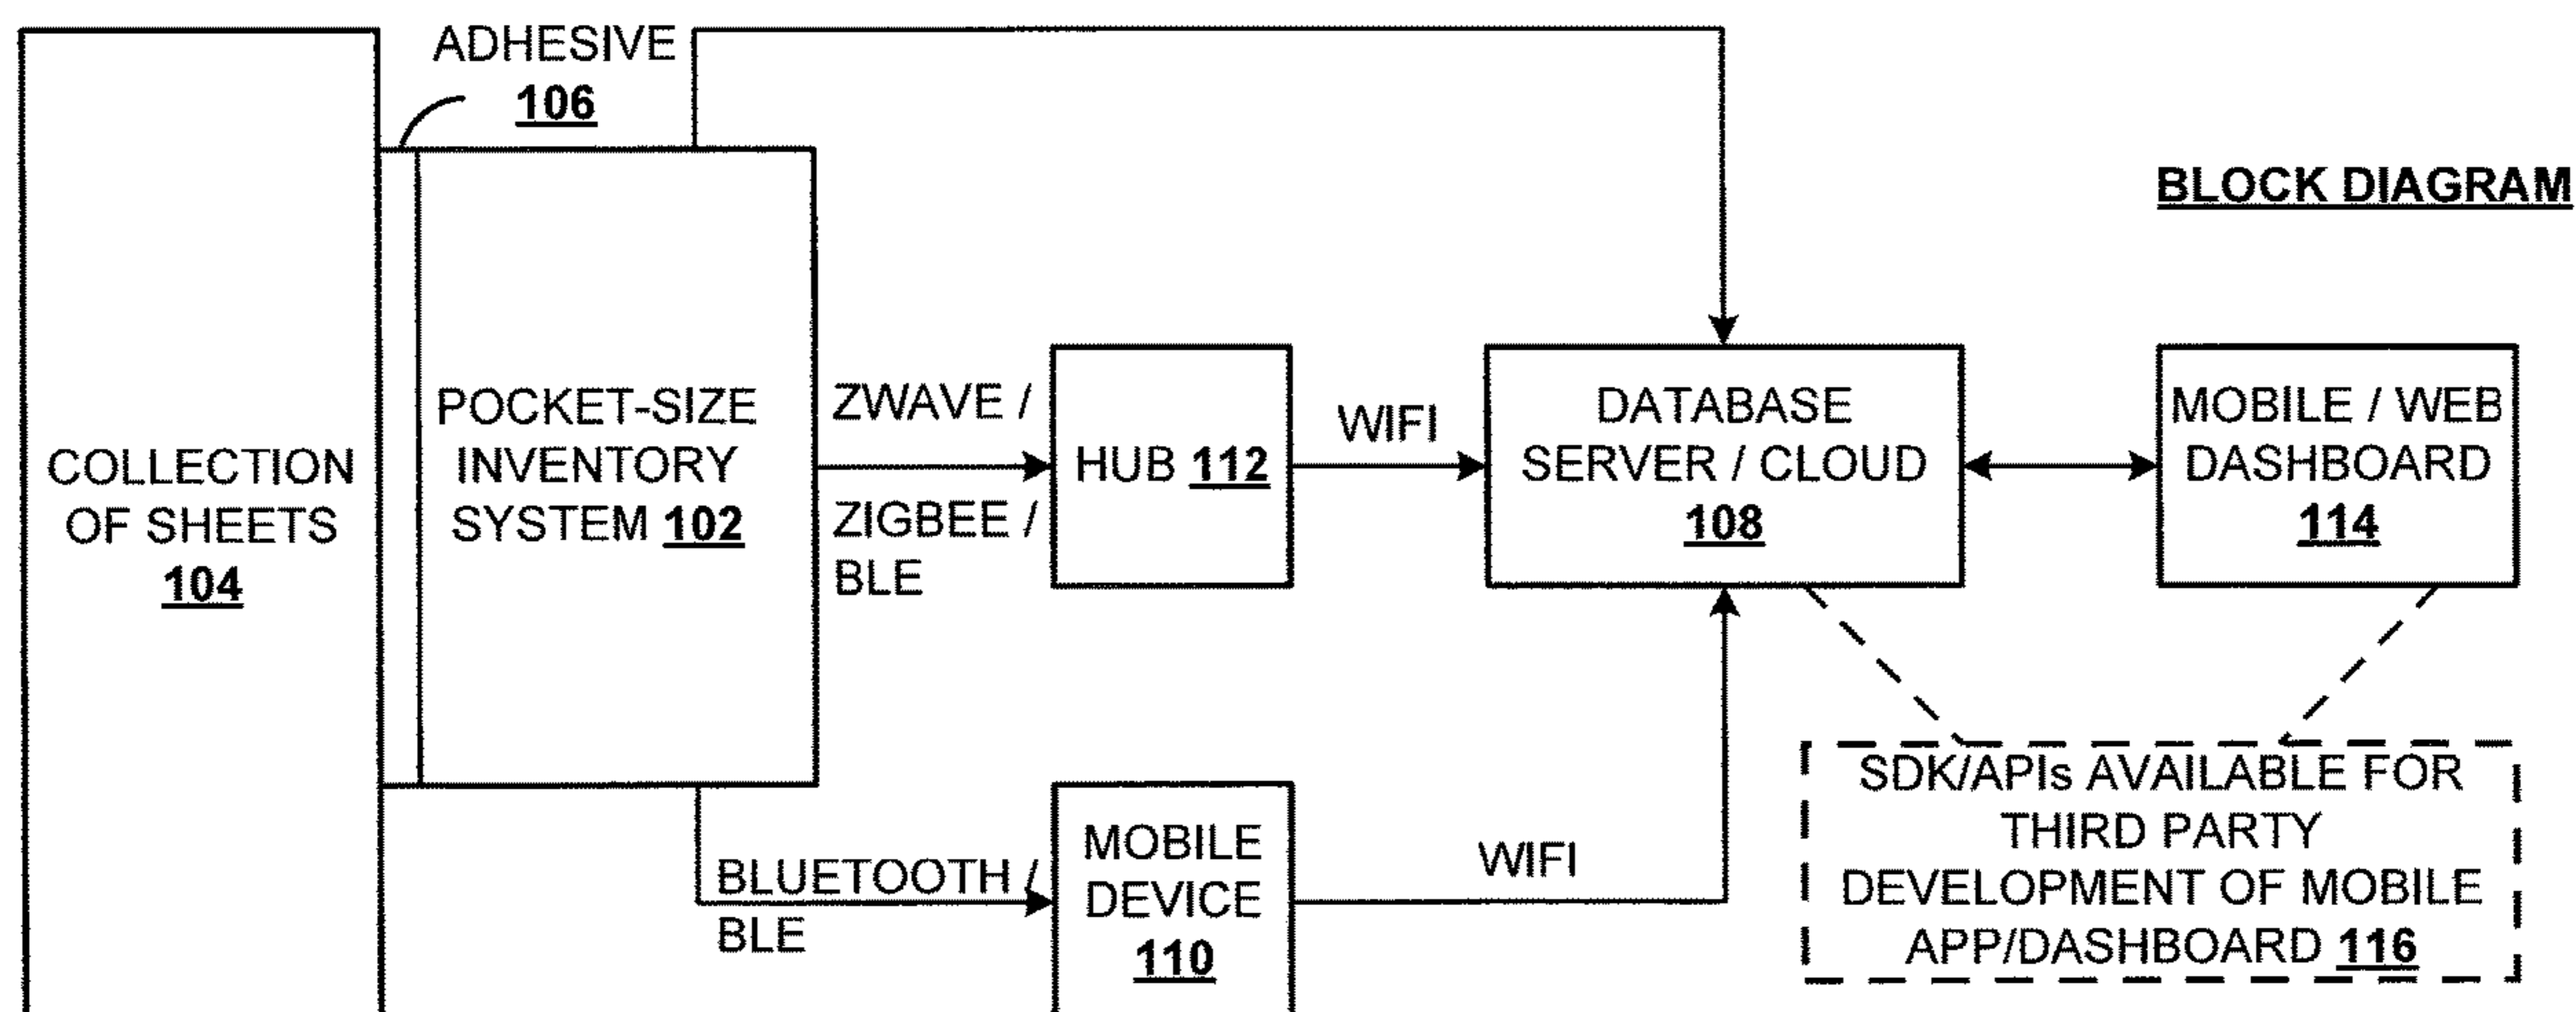 ADHESIVE
106
BLOCK DIAGRAM
COLLECTION
OF SHEETS
104
POCKET-SIZE
INVENTORY
SYSTEM 102
ZWAVE /
ZIGBEE /
BLE
HUB 112
WIFI
DATABASE
SERVER / CLOUD
108
MOBILE / WEB
DASHBOARD
114
BLUETOOTH /
BLE
MOBILE
DEVICE
110
WIFI
SDK/APIs AVAILABLE FOR
THIRD PARTY
DEVELOPMENT OF MOBILE
APP/DASHBOARD 116